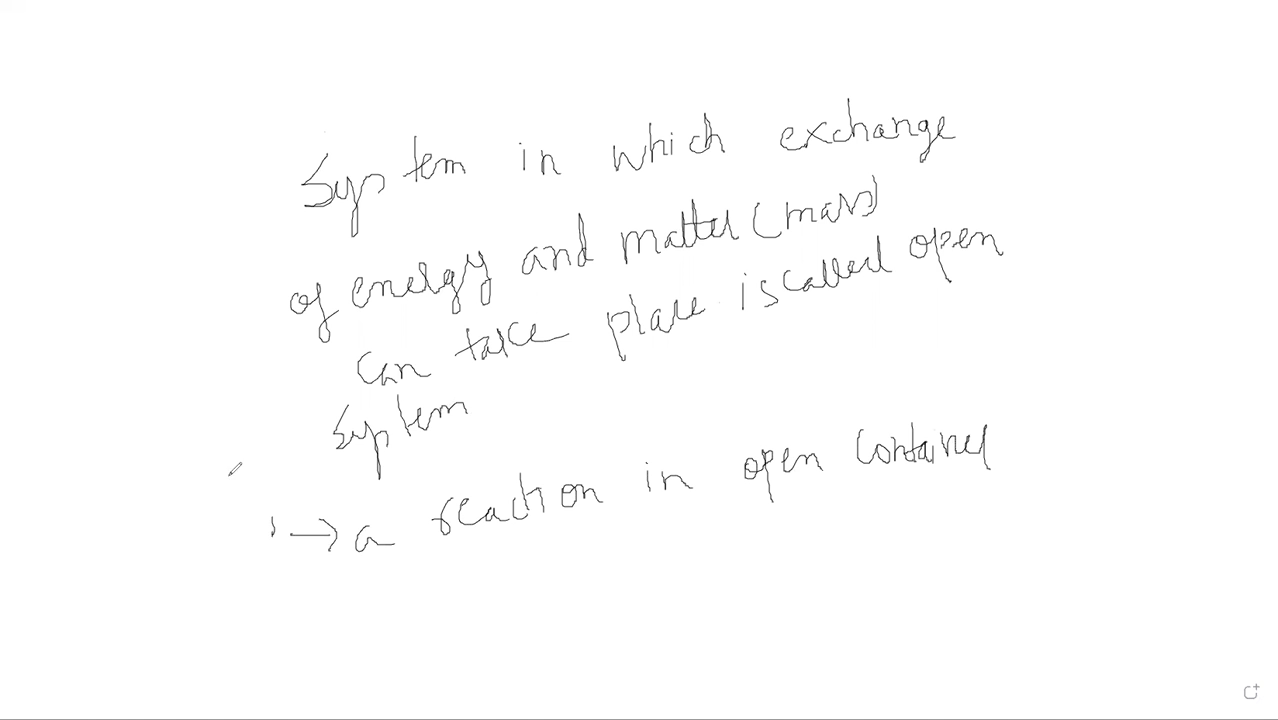 System in which exchange
of energy and matter (mass)
can take place is called open
system
→ a reaction in open container